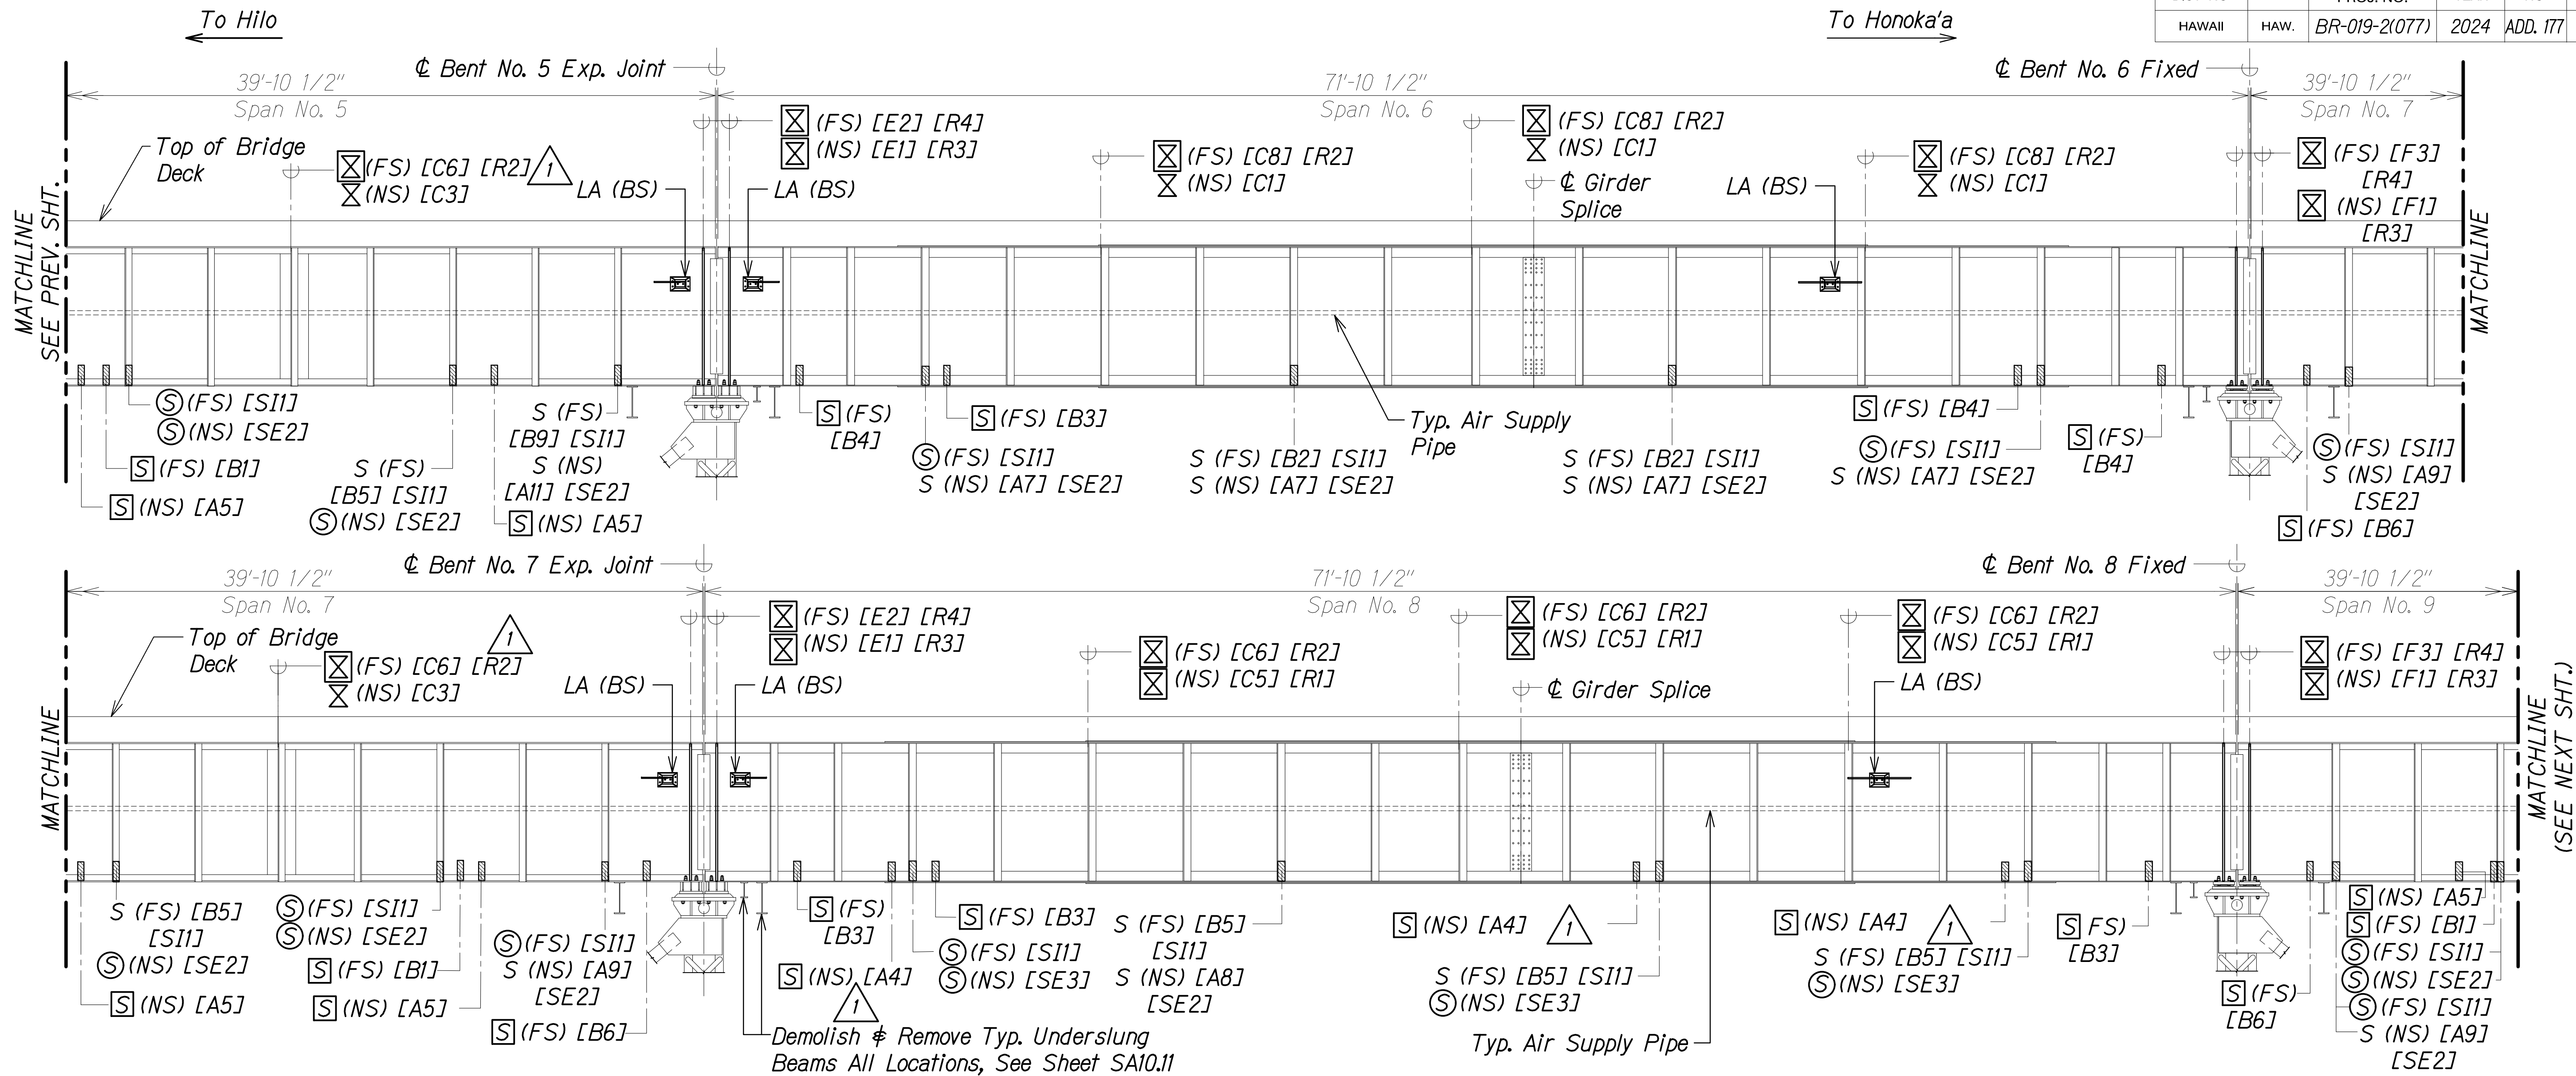 To Hilo
To Honoka'a
HAWAII HAW. BR-019-2(077) 2024 ADD. 177
℄ Bent No. 5 Exp. Joint
℄ Bent No. 6 Fixed
39'-10 1/2"
Span No. 5
71'-10 1/2"
Span No. 6
39'-10 1/2"
Span No. 7
Top of Bridge
Deck
(FS) [C6] [R2]
(NS) [C3]
1
LA (BS)
(FS) [E2] [R4]
(NS) [E1] [R3]
LA (BS)
(FS) [C8] [R2]
(NS) [C1]
(FS) [C8] [R2]
(NS) [C1]
℄ Girder
Splice
LA (BS)
(FS) [C8] [R2]
(NS) [C1]
(FS) [F3]
[R4]
(NS) [F1]
[R3]
MATCHLINE
SEE PREV. SHT.
MATCHLINE
S (FS) [SI1]
S (NS) [SE2]
S (FS) [B1]
S (NS) [A5]
S (FS)
[B5] [SI1]
S (NS) [SE2]
S (FS)
[B9] [SI1]
S (NS)
[A11] [SE2]
S (NS) [A5]
S (FS)
[B4]
S (FS) [B3]
S (FS) [SI1]
S (NS) [A7] [SE2]
S (FS) [B2] [SI1]
S (NS) [A7] [SE2]
Typ. Air Supply
Pipe
S (FS) [B2] [SI1]
S (NS) [A7] [SE2]
S (FS) [B4]
S (FS) [SI1]
S (NS) [A7] [SE2]
S (FS)
[B4]
S (FS) [SI1]
S (NS) [A9]
[SE2]
S (FS) [B6]
℄ Bent No. 7 Exp. Joint
℄ Bent No. 8 Fixed
39'-10 1/2"
Span No. 7
71'-10 1/2"
Span No. 8
39'-10 1/2"
Span No. 9
Top of Bridge
Deck
(FS) [C6] [R2]
(NS) [C3]
1
LA (BS)
(FS) [E2] [R4]
(NS) [E1] [R3]
LA (BS)
(FS) [C6] [R2]
(NS) [C5] [R1]
(FS) [C6] [R2]
(NS) [C5] [R1]
℄ Girder Splice
(FS) [C6] [R2]
(NS) [C5] [R1]
LA (BS)
(FS) [F3] [R4]
(NS) [F1] [R3]
MATCHLINE
MATCHLINE
(SEE NEXT SHT.)
S (FS) [B5]
[SI1]
S (NS) [SE2]
S (NS) [A5]
S (FS) [SI1]
S (NS) [SE2]
S (FS) [B1]
S (NS) [A5]
S (FS) [SI1]
S (NS) [A9]
[SE2]
S (FS) [B6]
S (FS)
[B3]
S (NS) [A4]
1
S (FS) [B3]
S (FS) [SI1]
S (NS) [SE3]
Demolish & Remove Typ. Underslung
Beams All Locations, See Sheet SA10.11
S (FS) [B5]
[SI1]
S (NS) [A8]
[SE2]
S (NS) [A4]
1
S (FS) [B5] [SI1]
S (NS) [SE3]
Typ. Air Supply Pipe
S (NS) [A4]
1
S (FS) [B5] [SI1]
S (NS) [SE3]
S FS)
[B3]
S (FS)
[B6]
S (NS) [A5]
S (FS) [B1]
S (FS) [SI1]
S (NS) [SE2]
S (FS) [SI1]
S (NS) [A9]
[SE2]